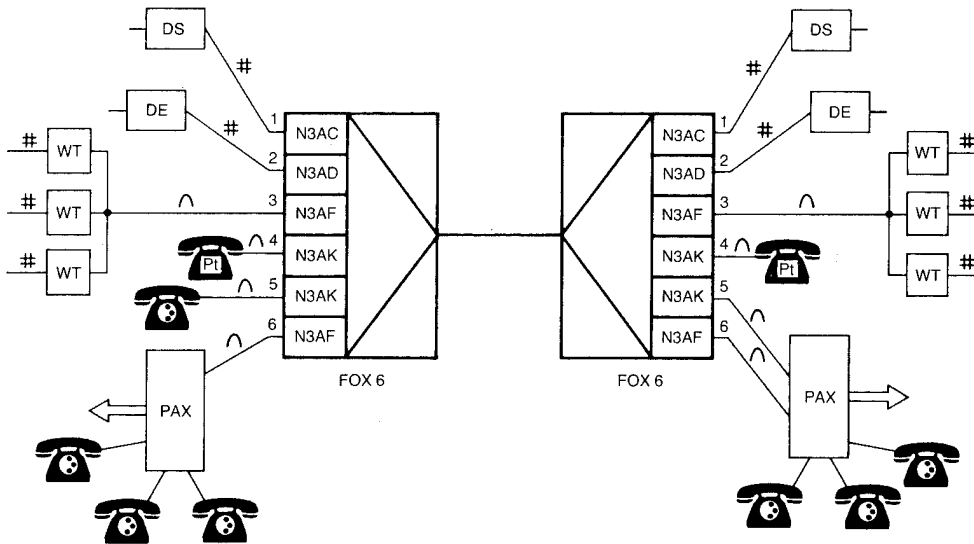 DS
DS
#
#
DE
DE
#
#
1
N3AC
1
N3AC
#
WT
#
WT
2
N3AD
2
N3AD
#
WT
3
N3AF
3
N3AF
WT
#
Pt
4
N3AK
4
N3AK
Pt
#
WT
5
N3AK
5
N3AK
WT
#
6
N3AF
6
N3AF
FOX 6
FOX 6
PAX
PAX